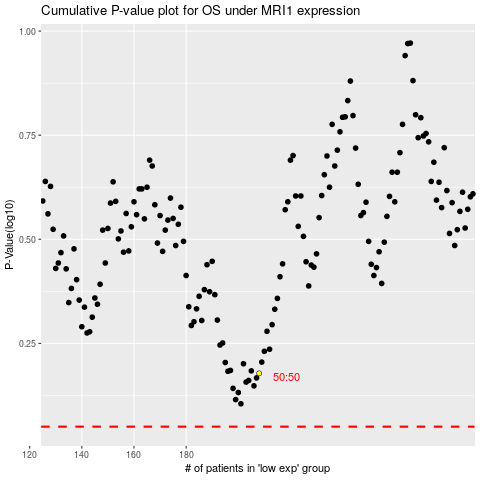 Cumulative P-value plot for OS under MRI1 expression
P-Value(log10)
1.00
0.75
0.50
0.25
50:50
120 140 160 180
# of patients in 'low exp' group